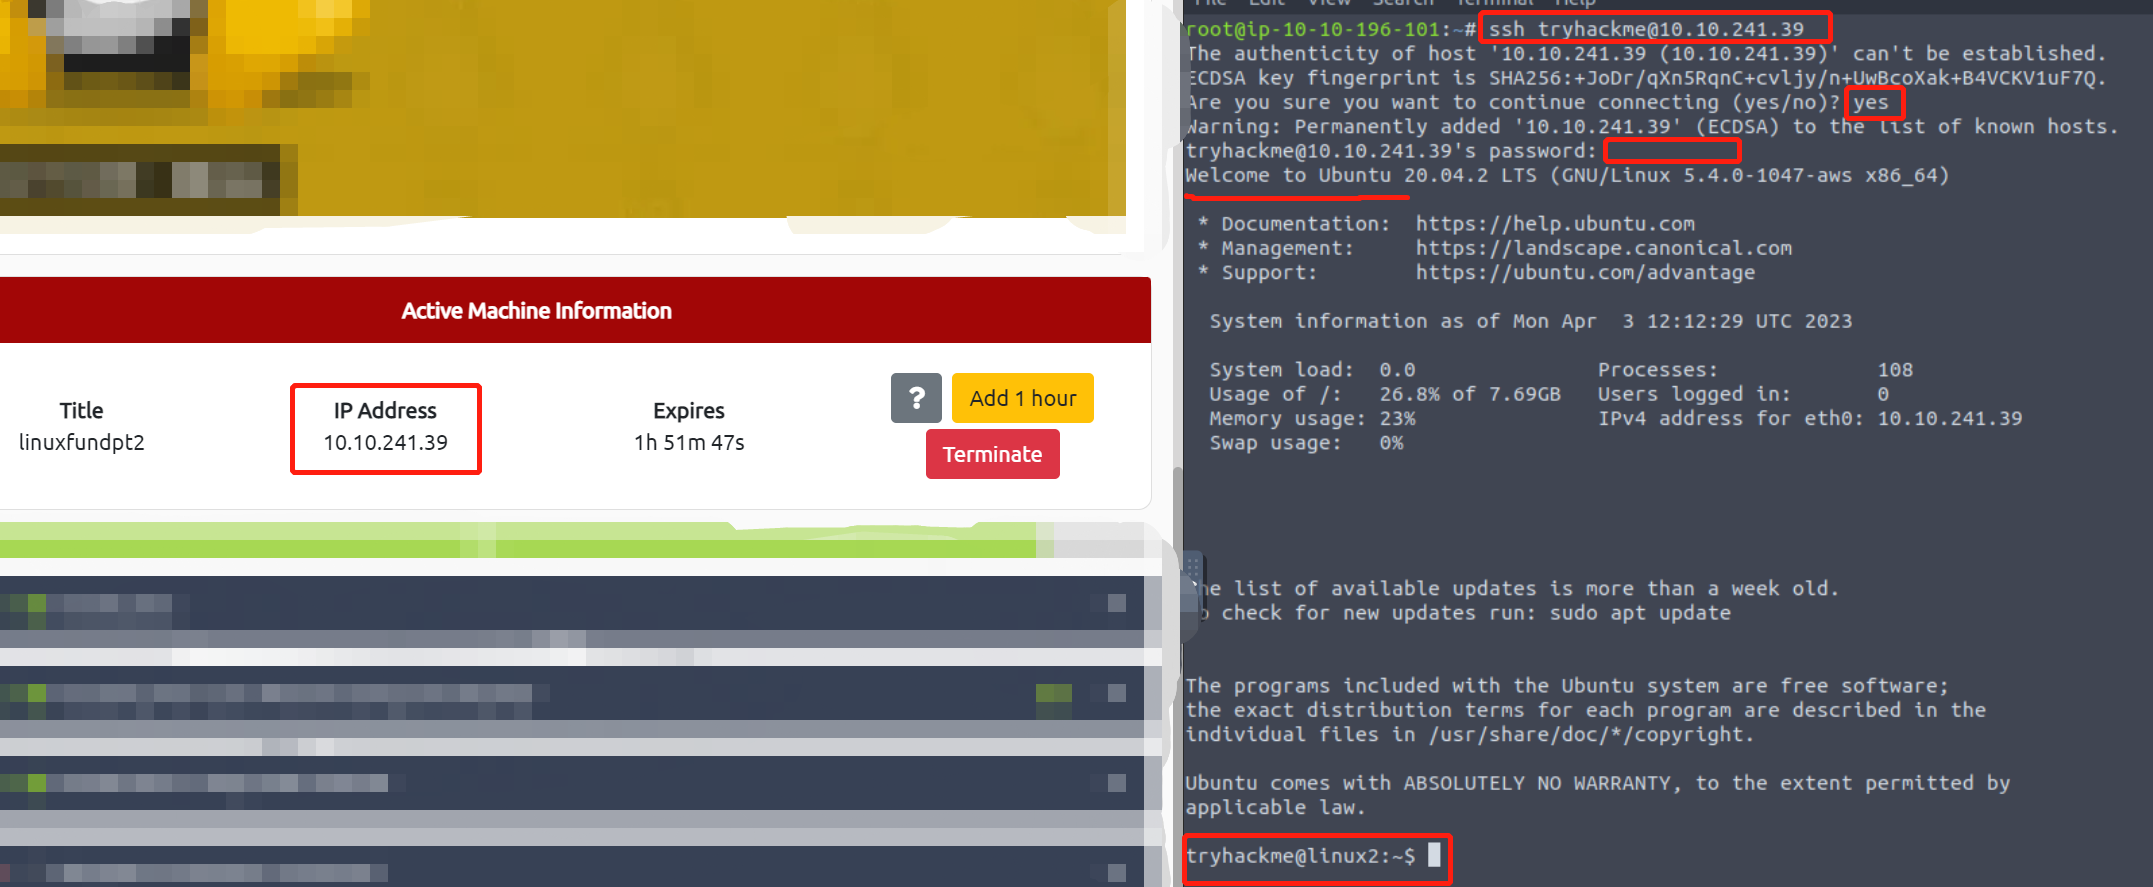 Active Machine Information
Title
linuxfundpt2
IP Address
10.10.241.39
Expires
1h 51m 47s
?
Add 1 hour
Terminate
File Edit View Search Terminal Help
root@ip-10-10-196-101:~# ssh tryhackme@10.10.241.39
The authenticity of host '10.10.241.39 (10.10.241.39)' can't be established.
ECDSA key fingerprint is SHA256:+JoDr/qXn5RqnC+cvljy/n+UwBcoXak+B4VCKV1uF7Q.
Are you sure you want to continue connecting (yes/no)? yes
Warning: Permanently added '10.10.241.39' (ECDSA) to the list of known hosts.
tryhackme@10.10.241.39's password:
Welcome to Ubuntu 20.04.2 LTS (GNU/Linux 5.4.0-1047-aws x86_64)
* Documentation: https://help.ubuntu.com
* Management: https://landscape.canonical.com
* Support: https://ubuntu.com/advantage
System information as of Mon Apr 3 12:12:29 UTC 2023
System load: 0.0 Processes: 108
Usage of /: 26.8% of 7.69GB Users logged in: 0
Memory usage: 23% IPv4 address for eth0: 10.10.241.39
Swap usage: 0%
he list of available updates is more than a week old.
o check for new updates run: sudo apt update
The programs included with the Ubuntu system are free software;
the exact distribution terms for each program are described in the
individual files in /usr/share/doc/*/copyright.
Ubuntu comes with ABSOLUTELY NO WARRANTY, to the extent permitted by
applicable law.
tryhackme@linux2:~$